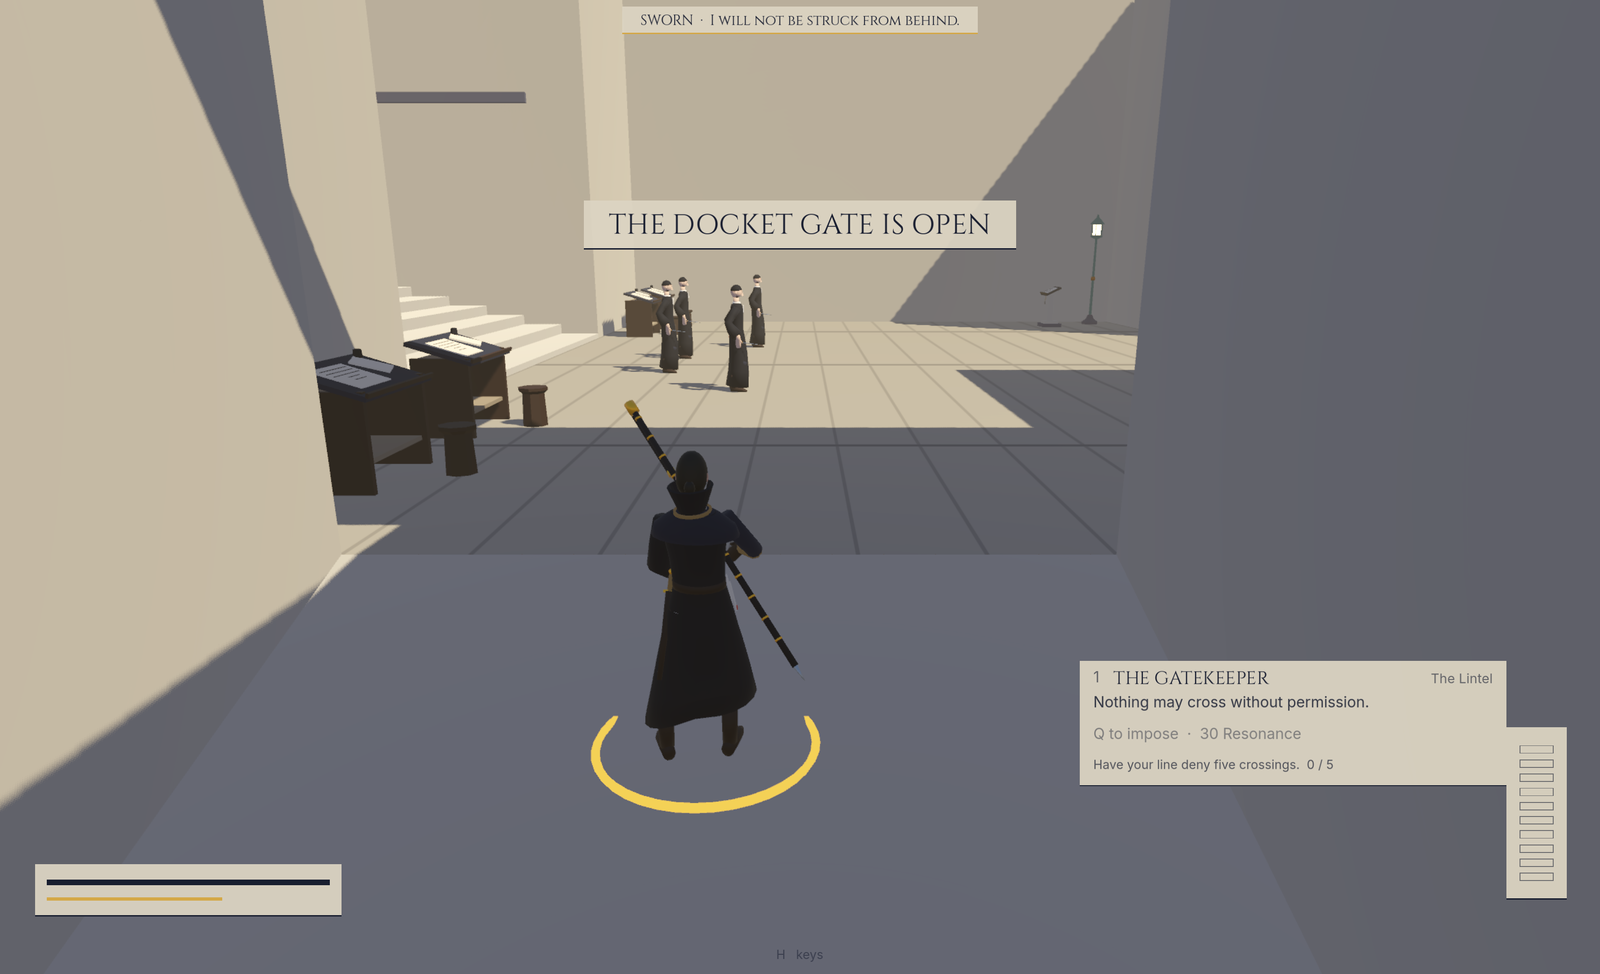 SWORN · I WILL NOT BE STRUCK FROM BEHIND.
THE DOCKET GATE IS OPEN
1 THE GATEKEEPER The Lintel
Nothing may cross without permission.
Q to impose · 30 Resonance
Have your line deny five crossings. 0 / 5
H keys